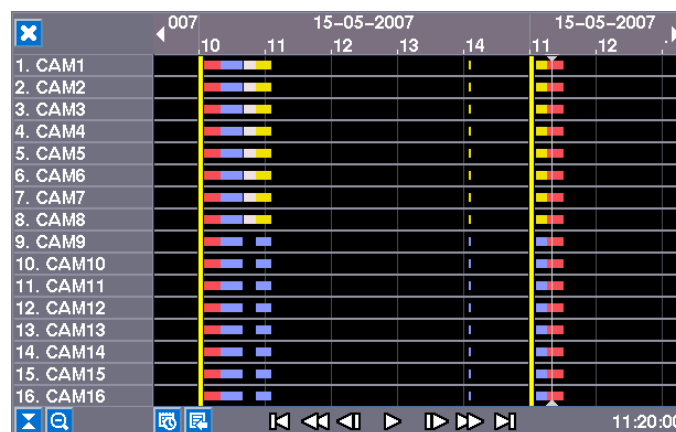 007 15-05-2007 15-05-2007
10 11 12 13 14 11 12
1. CAM1
2. CAM2
3. CAM3
4. CAM4
5. CAM5
6. CAM6
7. CAM7
8. CAM8
9. CAM9
10. CAM10
11. CAM11
12. CAM12
13. CAM13
14. CAM14
15. CAM15
16. CAM16
11:20:00